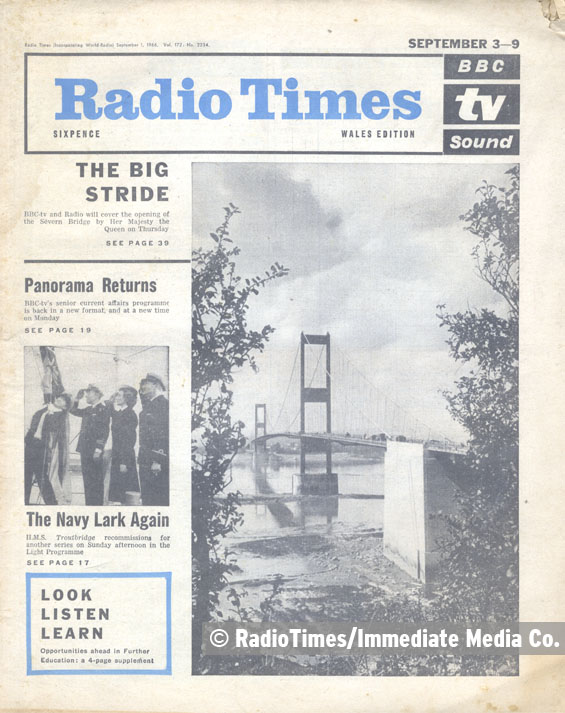 Radio Times (Incorporating World-Radio) September 1, 1966. Vol. 172: No. 2234.
SEPTEMBER 3—9
Radio Times
SIXPENCE
WALES EDITION
BBC
tv
Sound
THE BIG
STRIDE
BBC-tv and Radio will cover the opening of
the Severn Bridge by Her Majesty the
Queen on Thursday
SEE PAGE 39
Panorama Returns
BBC-tv's senior current affairs programme
is back in a new format, and at a new time
on Monday
SEE PAGE 19
The Navy Lark Again
H.M.S. Troutbridge recommissions for
another series on Sunday afternoon in the
Light Programme
SEE PAGE 17
LOOK
LISTEN
LEARN
Opportunities ahead in Further
Education: a 4-page supplement
© RadioTimes/Immediate Media Co.